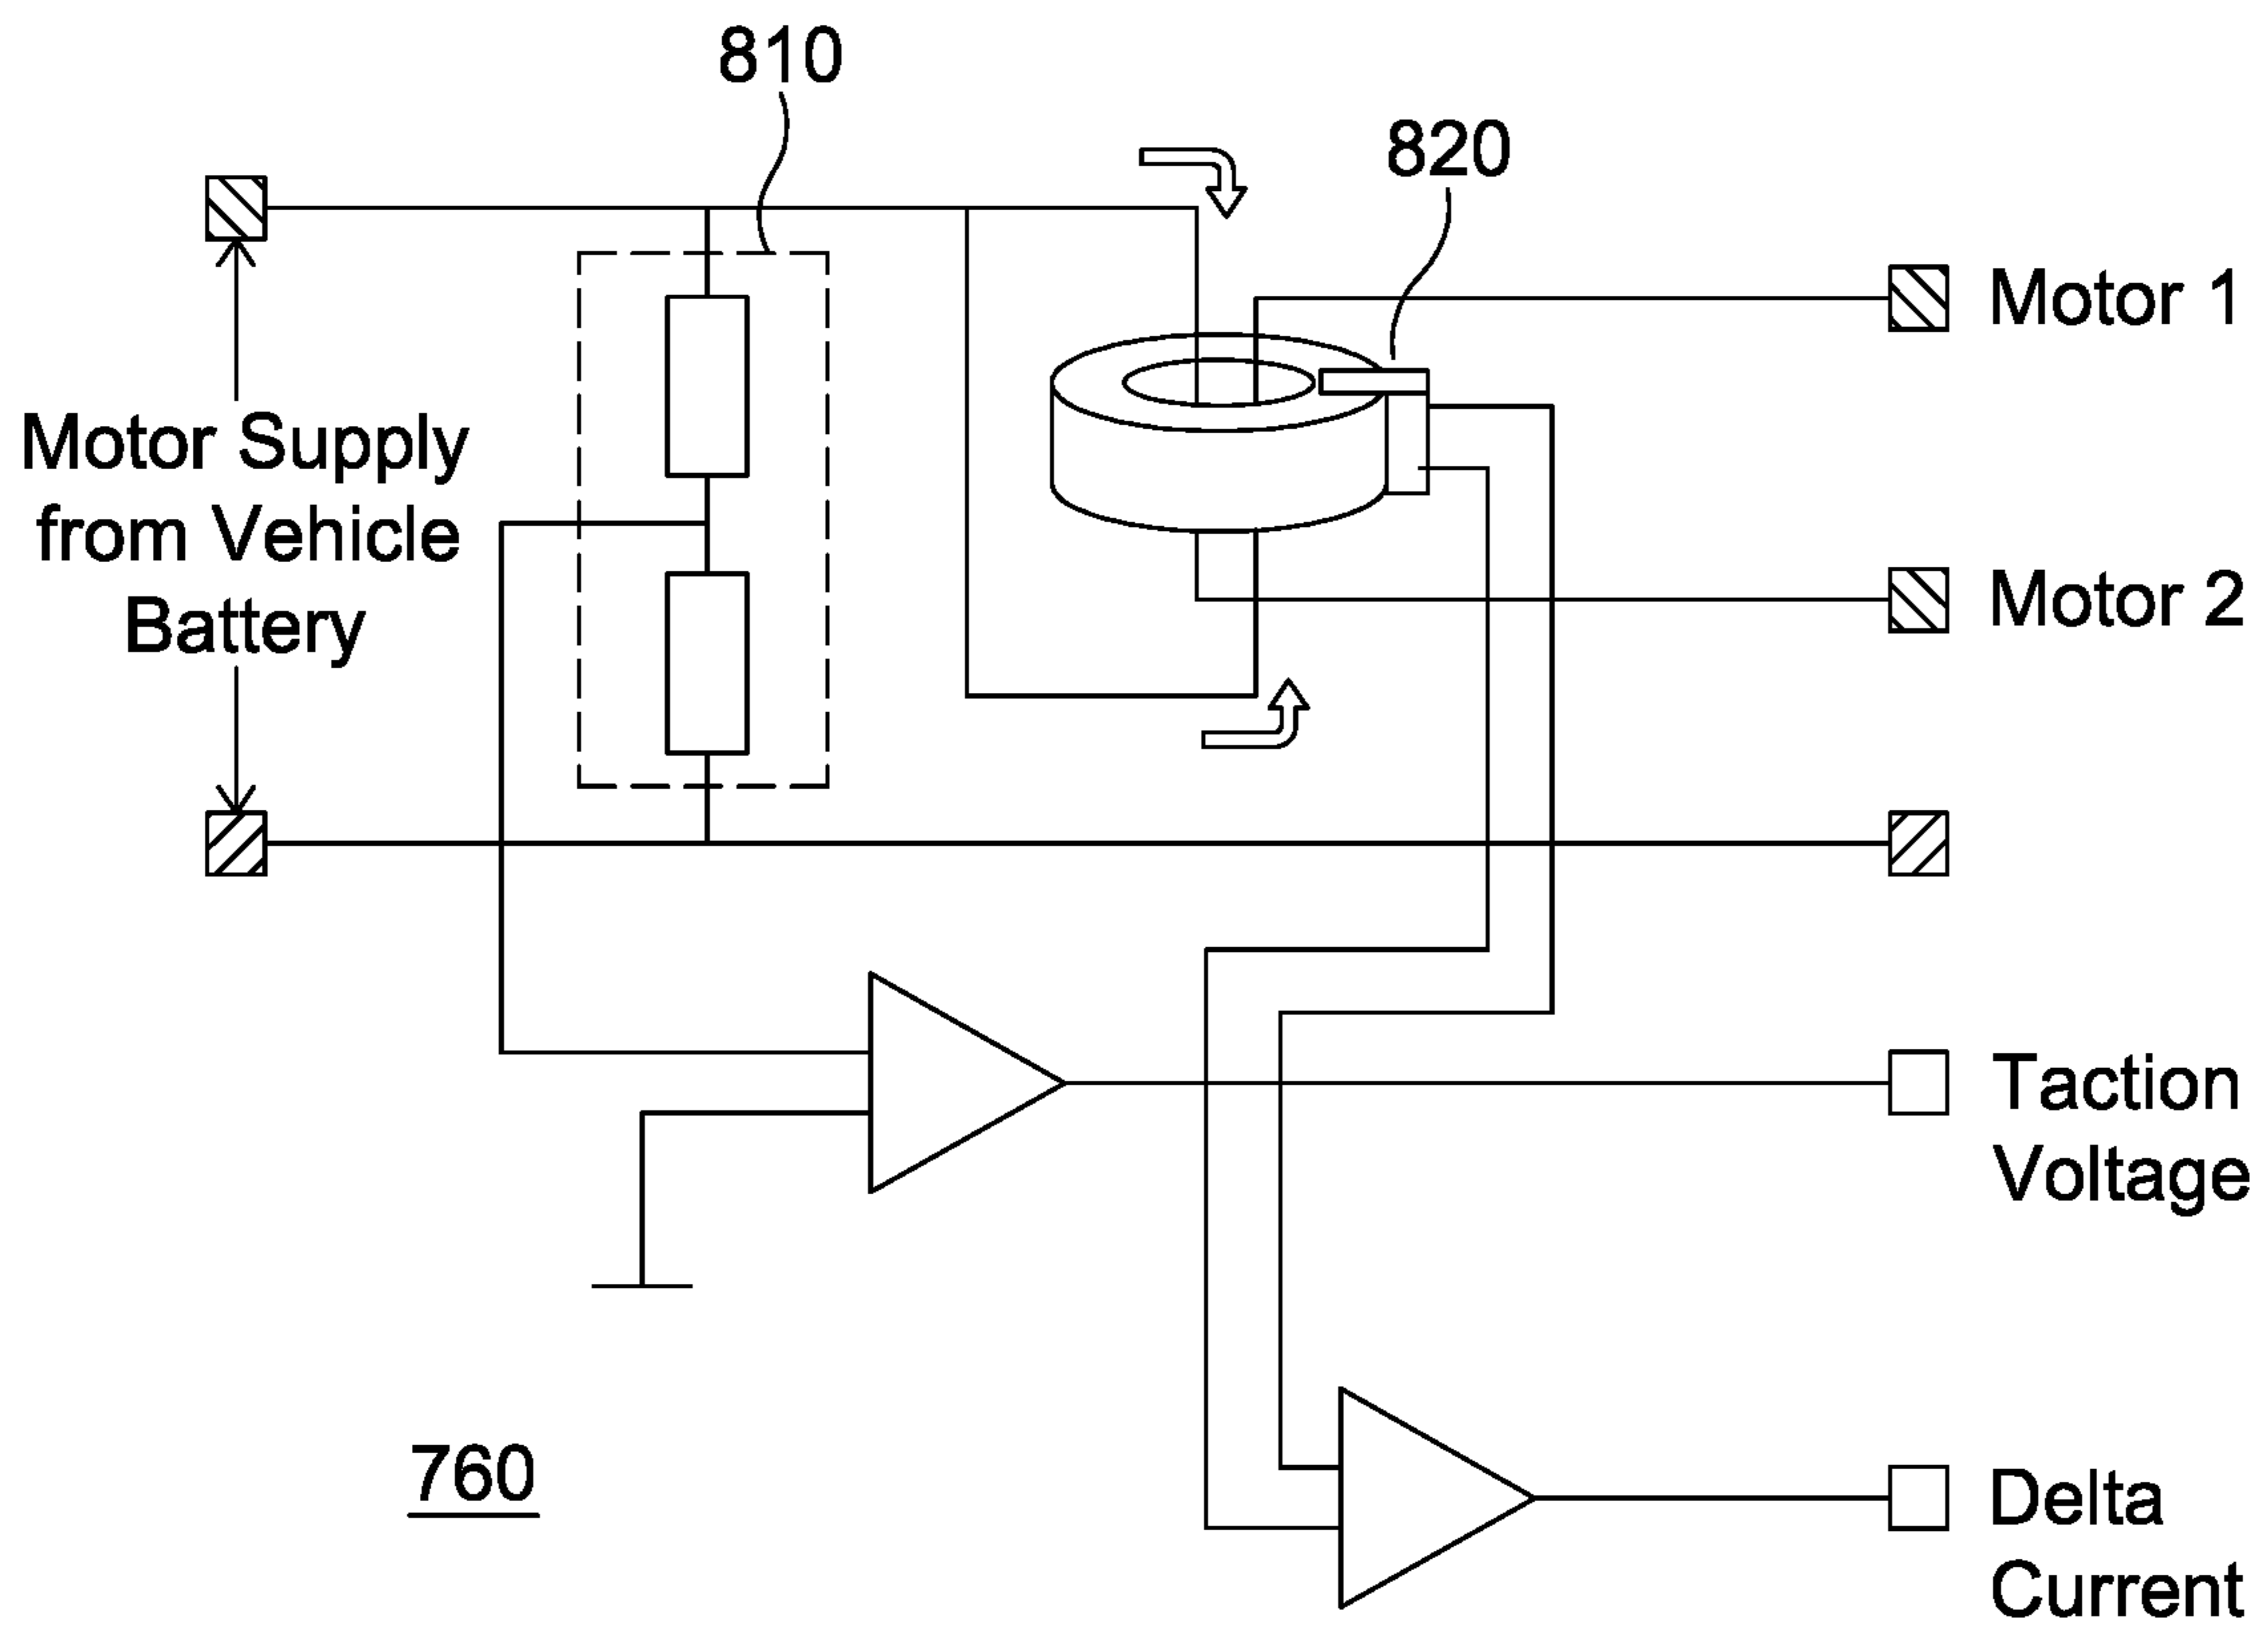 810
820
Motor 1
Motor Supply
from Vehicle
Battery
Motor 2
Taction
Voltage
760
Delta
Current